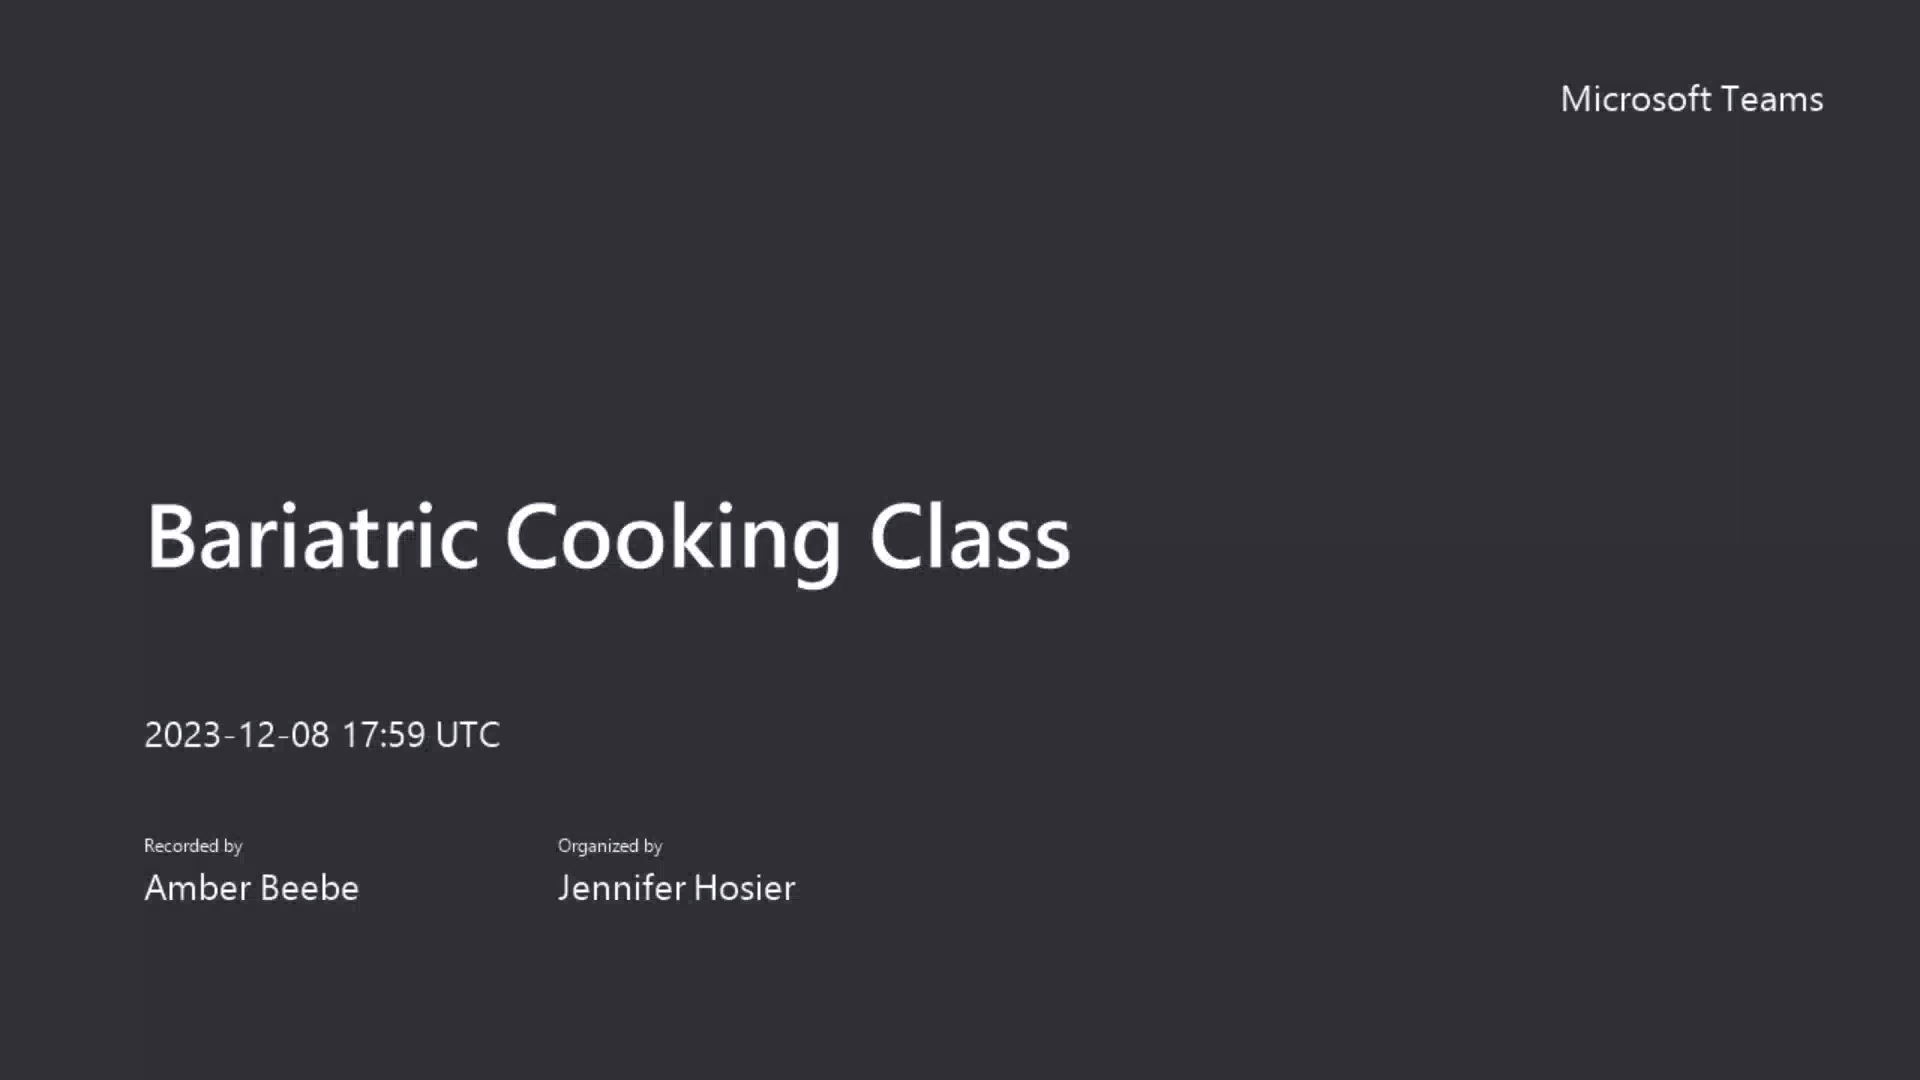 Microsoft Teams
Bariatric Cooking Class
2023-12-08 17:59 UTC
Recorded by
Organized by
Amber Beebe
Jennifer Hosier